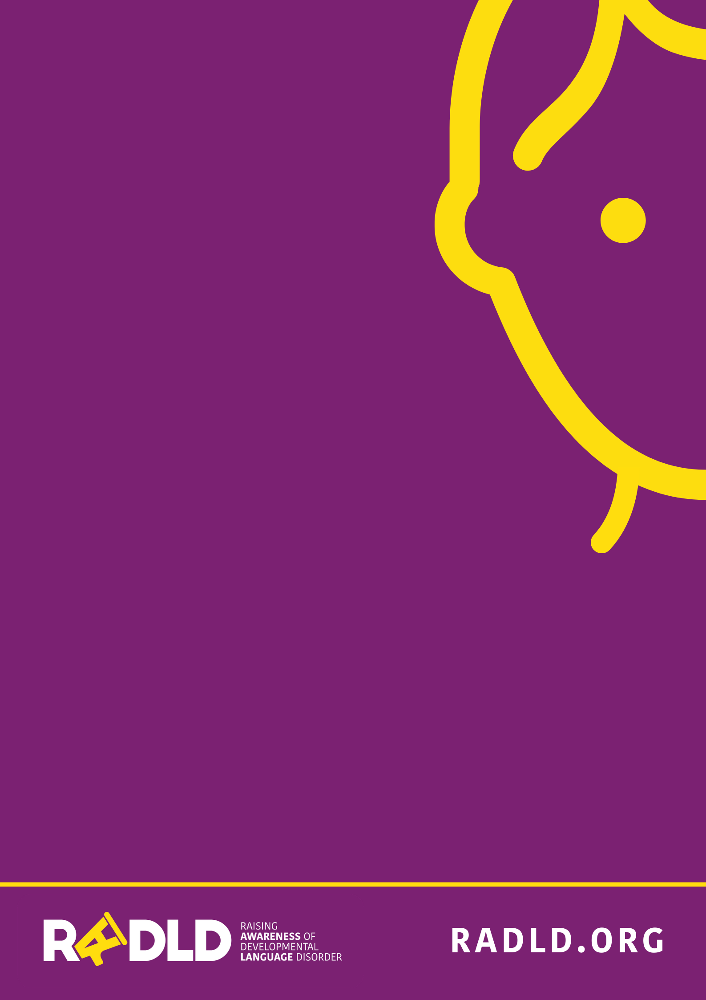 RADLD
RAISING
AWARENESS OF
DEVELOPMENTAL
LANGUAGE DISORDER
RADLD.ORG